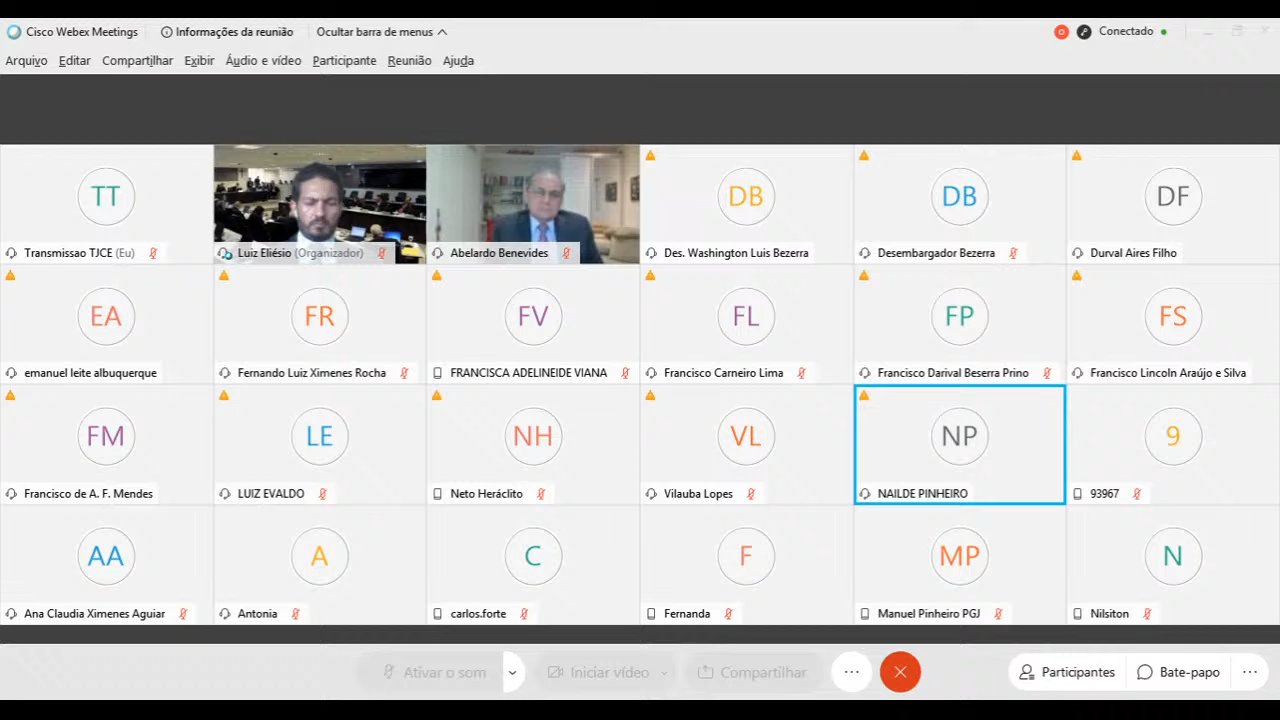 Cisco Webex Meetings Informações da reunião Ocultar barra de menus Conectado
Arquivo Editar Compartilhar Exibir Áudio e vídeo Participante Reunião Ajuda
TT DB DB DF
Transmissao TJCE (Eu) Luiz Eliésio (Organizador) Abelardo Benevides Des. Washington Luis Bezerra Desembargador Bezerra Durval Aires Filho
EA FR FV FL FP FS
emanuel leite albuquerque Fernando Luiz Ximenes Rocha FRANCISCA ADELINEIDE VIANA Francisco Carneiro Lima Francisco Darival Beserra Prino Francisco Lincoln Araújo e Silva
FM LE NH VL NP 9
Francisco de A. F. Mendes LUIZ EVALDO Neto Heráclito Vilauba Lopes NAILDE PINHEIRO 93967
AA A C F MP N
Ana Claudia Ximenes Aguiar Antonia carlos.forte Fernanda Manuel Pinheiro PGJ Nilsiton
Ativar o som Iniciar vídeo Compartilhar Participantes Bate-papo